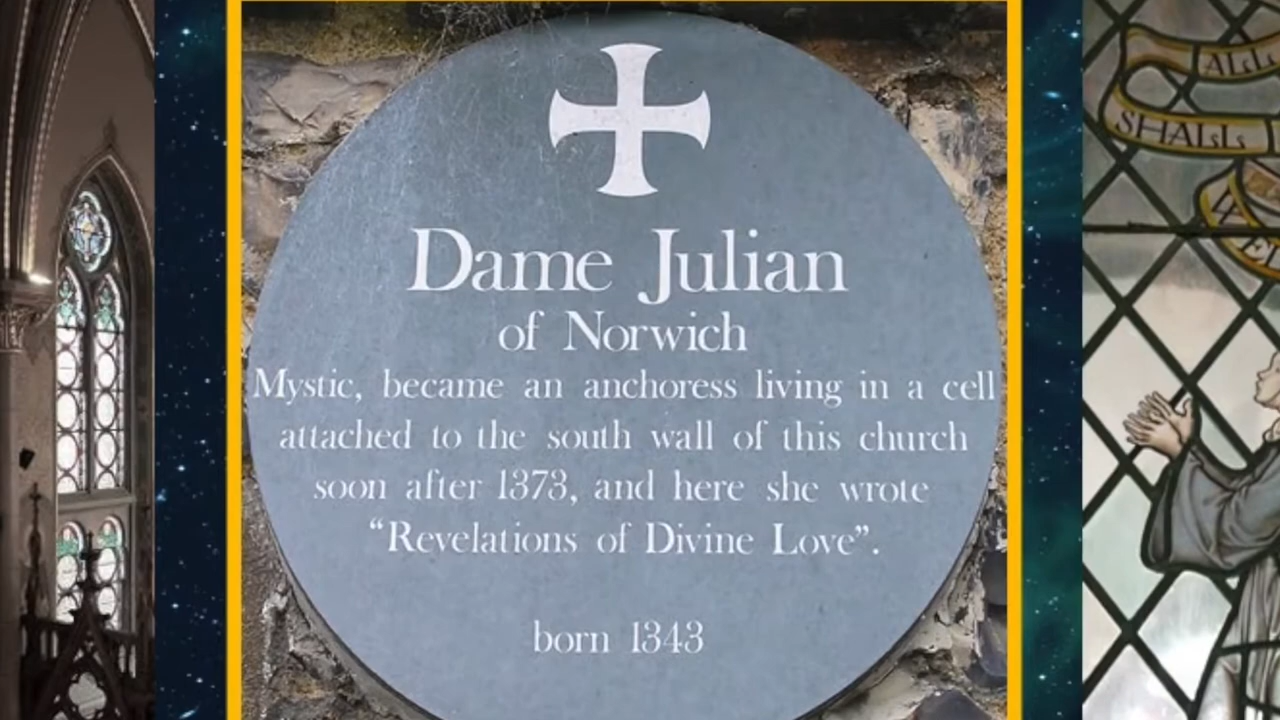 Dame Julian
of Norwich
Mystic, became an anchoress living in a cell
attached to the south wall of this church
soon after 1373, and here she wrote
“Revelations of Divine Love”.
born 1343
ALL
SHALL